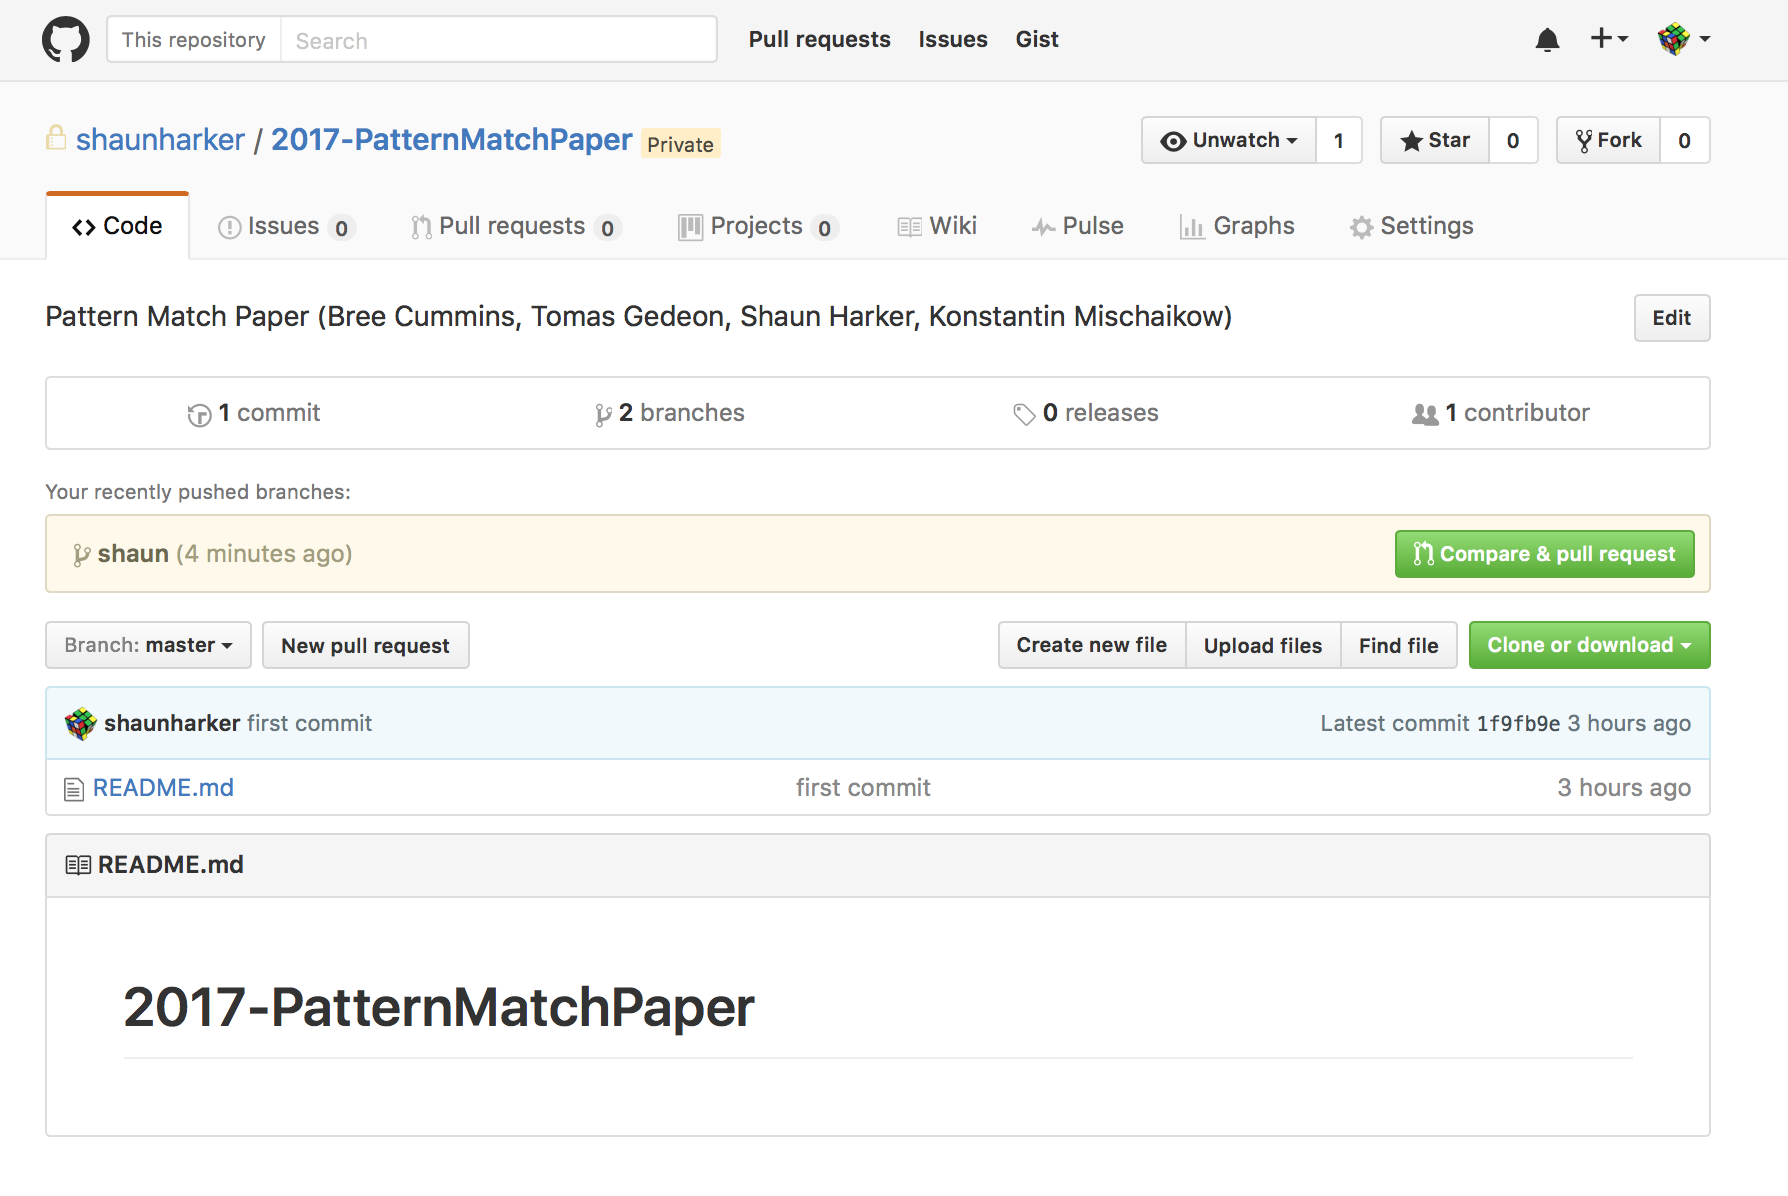 This repository Search Pull requests Issues Gist
shaunharker / 2017-PatternMatchPaper Private Unwatch 1 Star 0 Fork 0
Code Issues 0 Pull requests 0 Projects 0 Wiki Pulse Graphs Settings
Pattern Match Paper (Bree Cummins, Tomas Gedeon, Shaun Harker, Konstantin Mischaikow) Edit
1 commit 2 branches 0 releases 1 contributor
Your recently pushed branches:
shaun (4 minutes ago) Compare & pull request
Branch: master New pull request Create new file Upload files Find file Clone or download
shaunharker first commit Latest commit 1f9fb9e 3 hours ago
README.md first commit 3 hours ago
README.md
2017-PatternMatchPaper